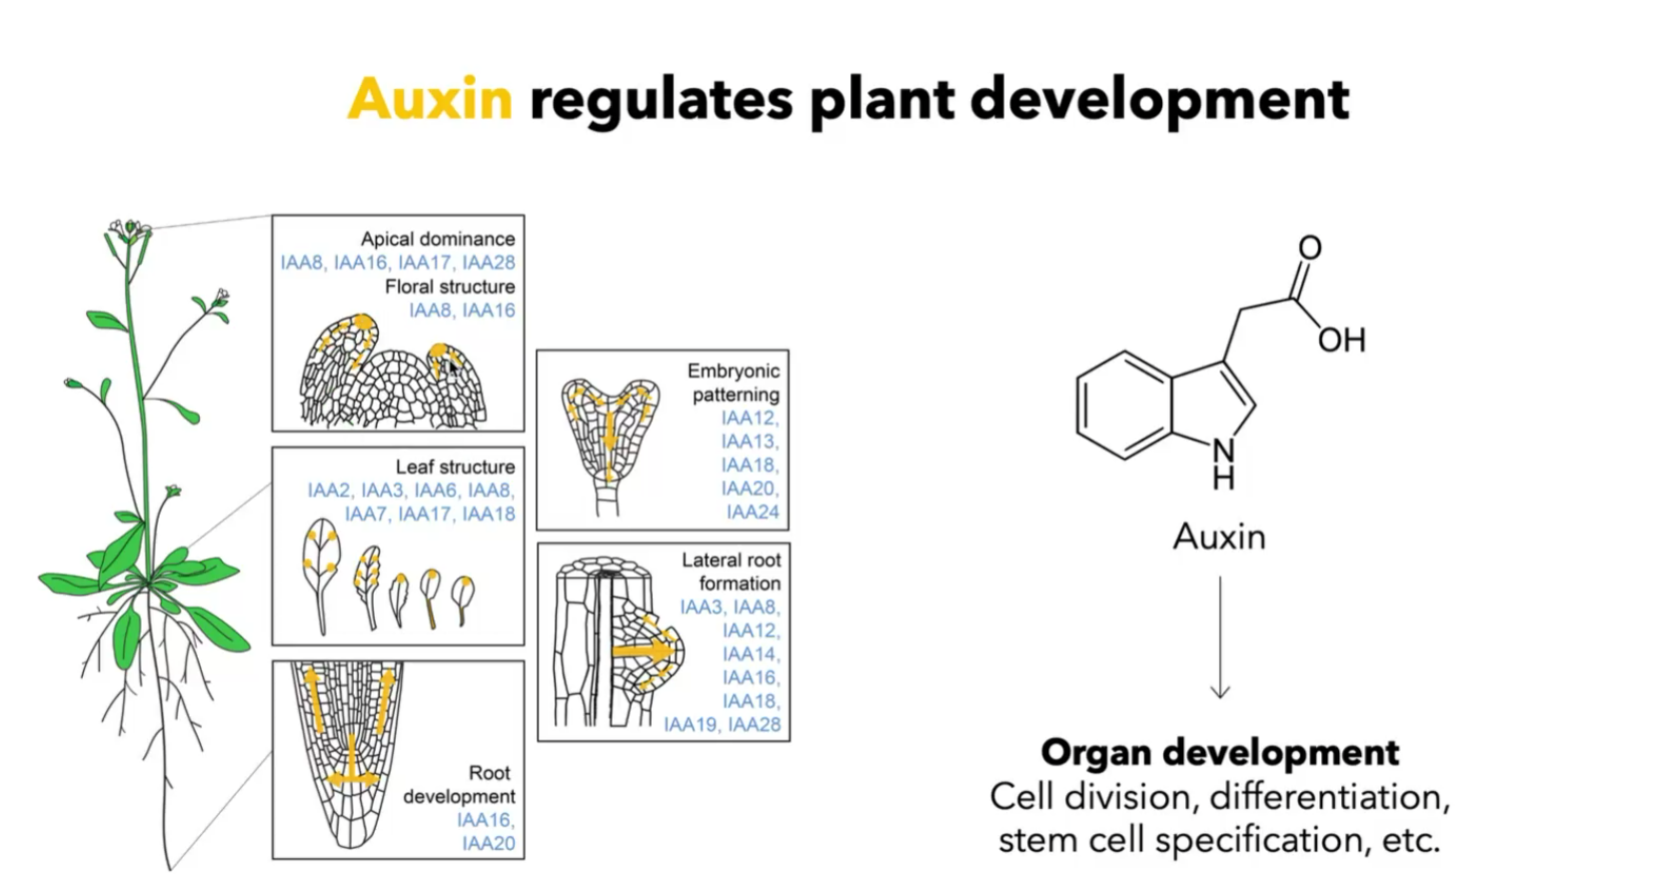 Auxin regulates plant development
Apical dominance
IAA8, IAA16, IAA17, IAA28
Floral structure
IAA8, IAA16
Leaf structure
IAA2, IAA3, IAA6, IAA8,
IAA7, IAA17, IAA18
Root
development
IAA16,
IAA20
Embryonic
patterning
IAA12,
IAA13,
IAA18,
IAA20,
IAA24
Lateral root
formation
IAA3, IAA8,
IAA12,
IAA14,
IAA16,
IAA18,
IAA19, IAA28
O
OH
N
H
Auxin
Organ development
Cell division, differentiation,
stem cell specification, etc.